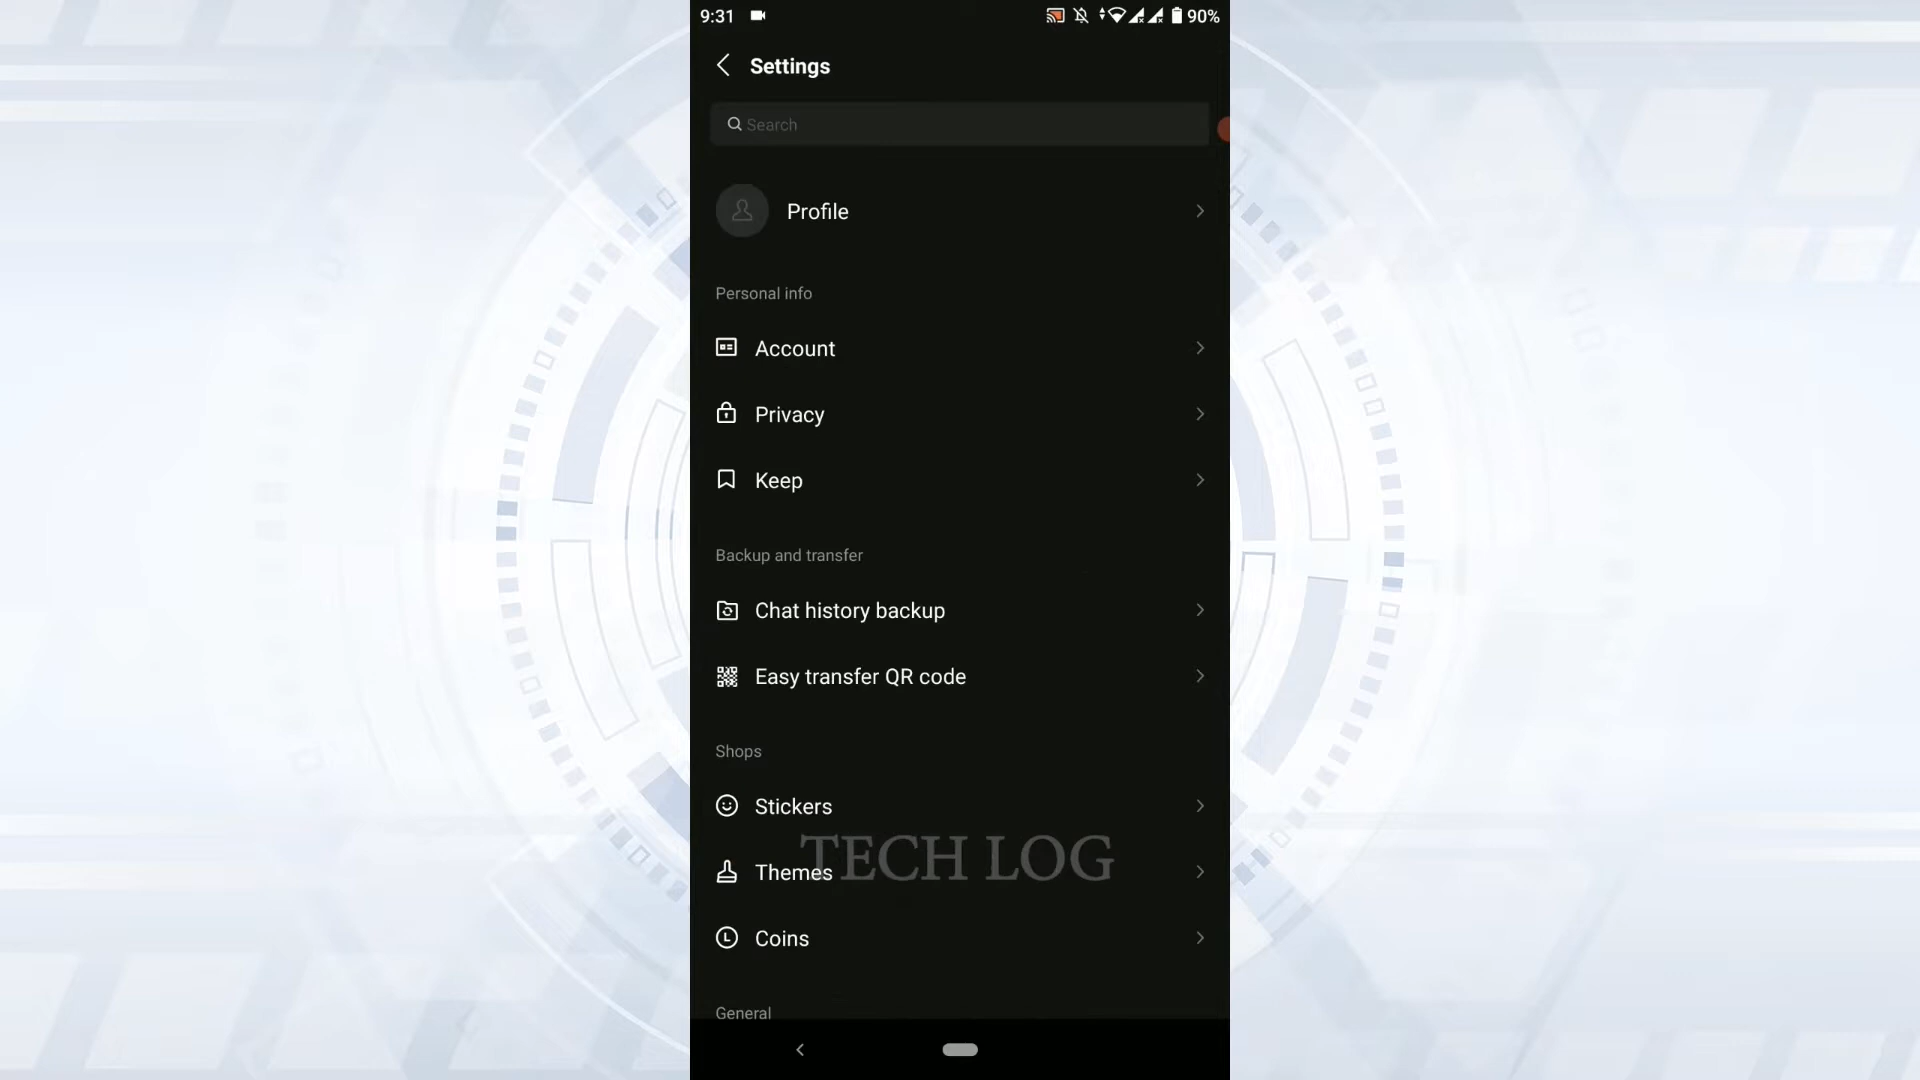 9:31
90%
Settings
Search
Profile
Personal info
Account
Privacy
Keep
Backup and transfer
Chat history backup
Easy transfer QR code
Shops
Stickers
TECH LOG
Themes
Coins
General